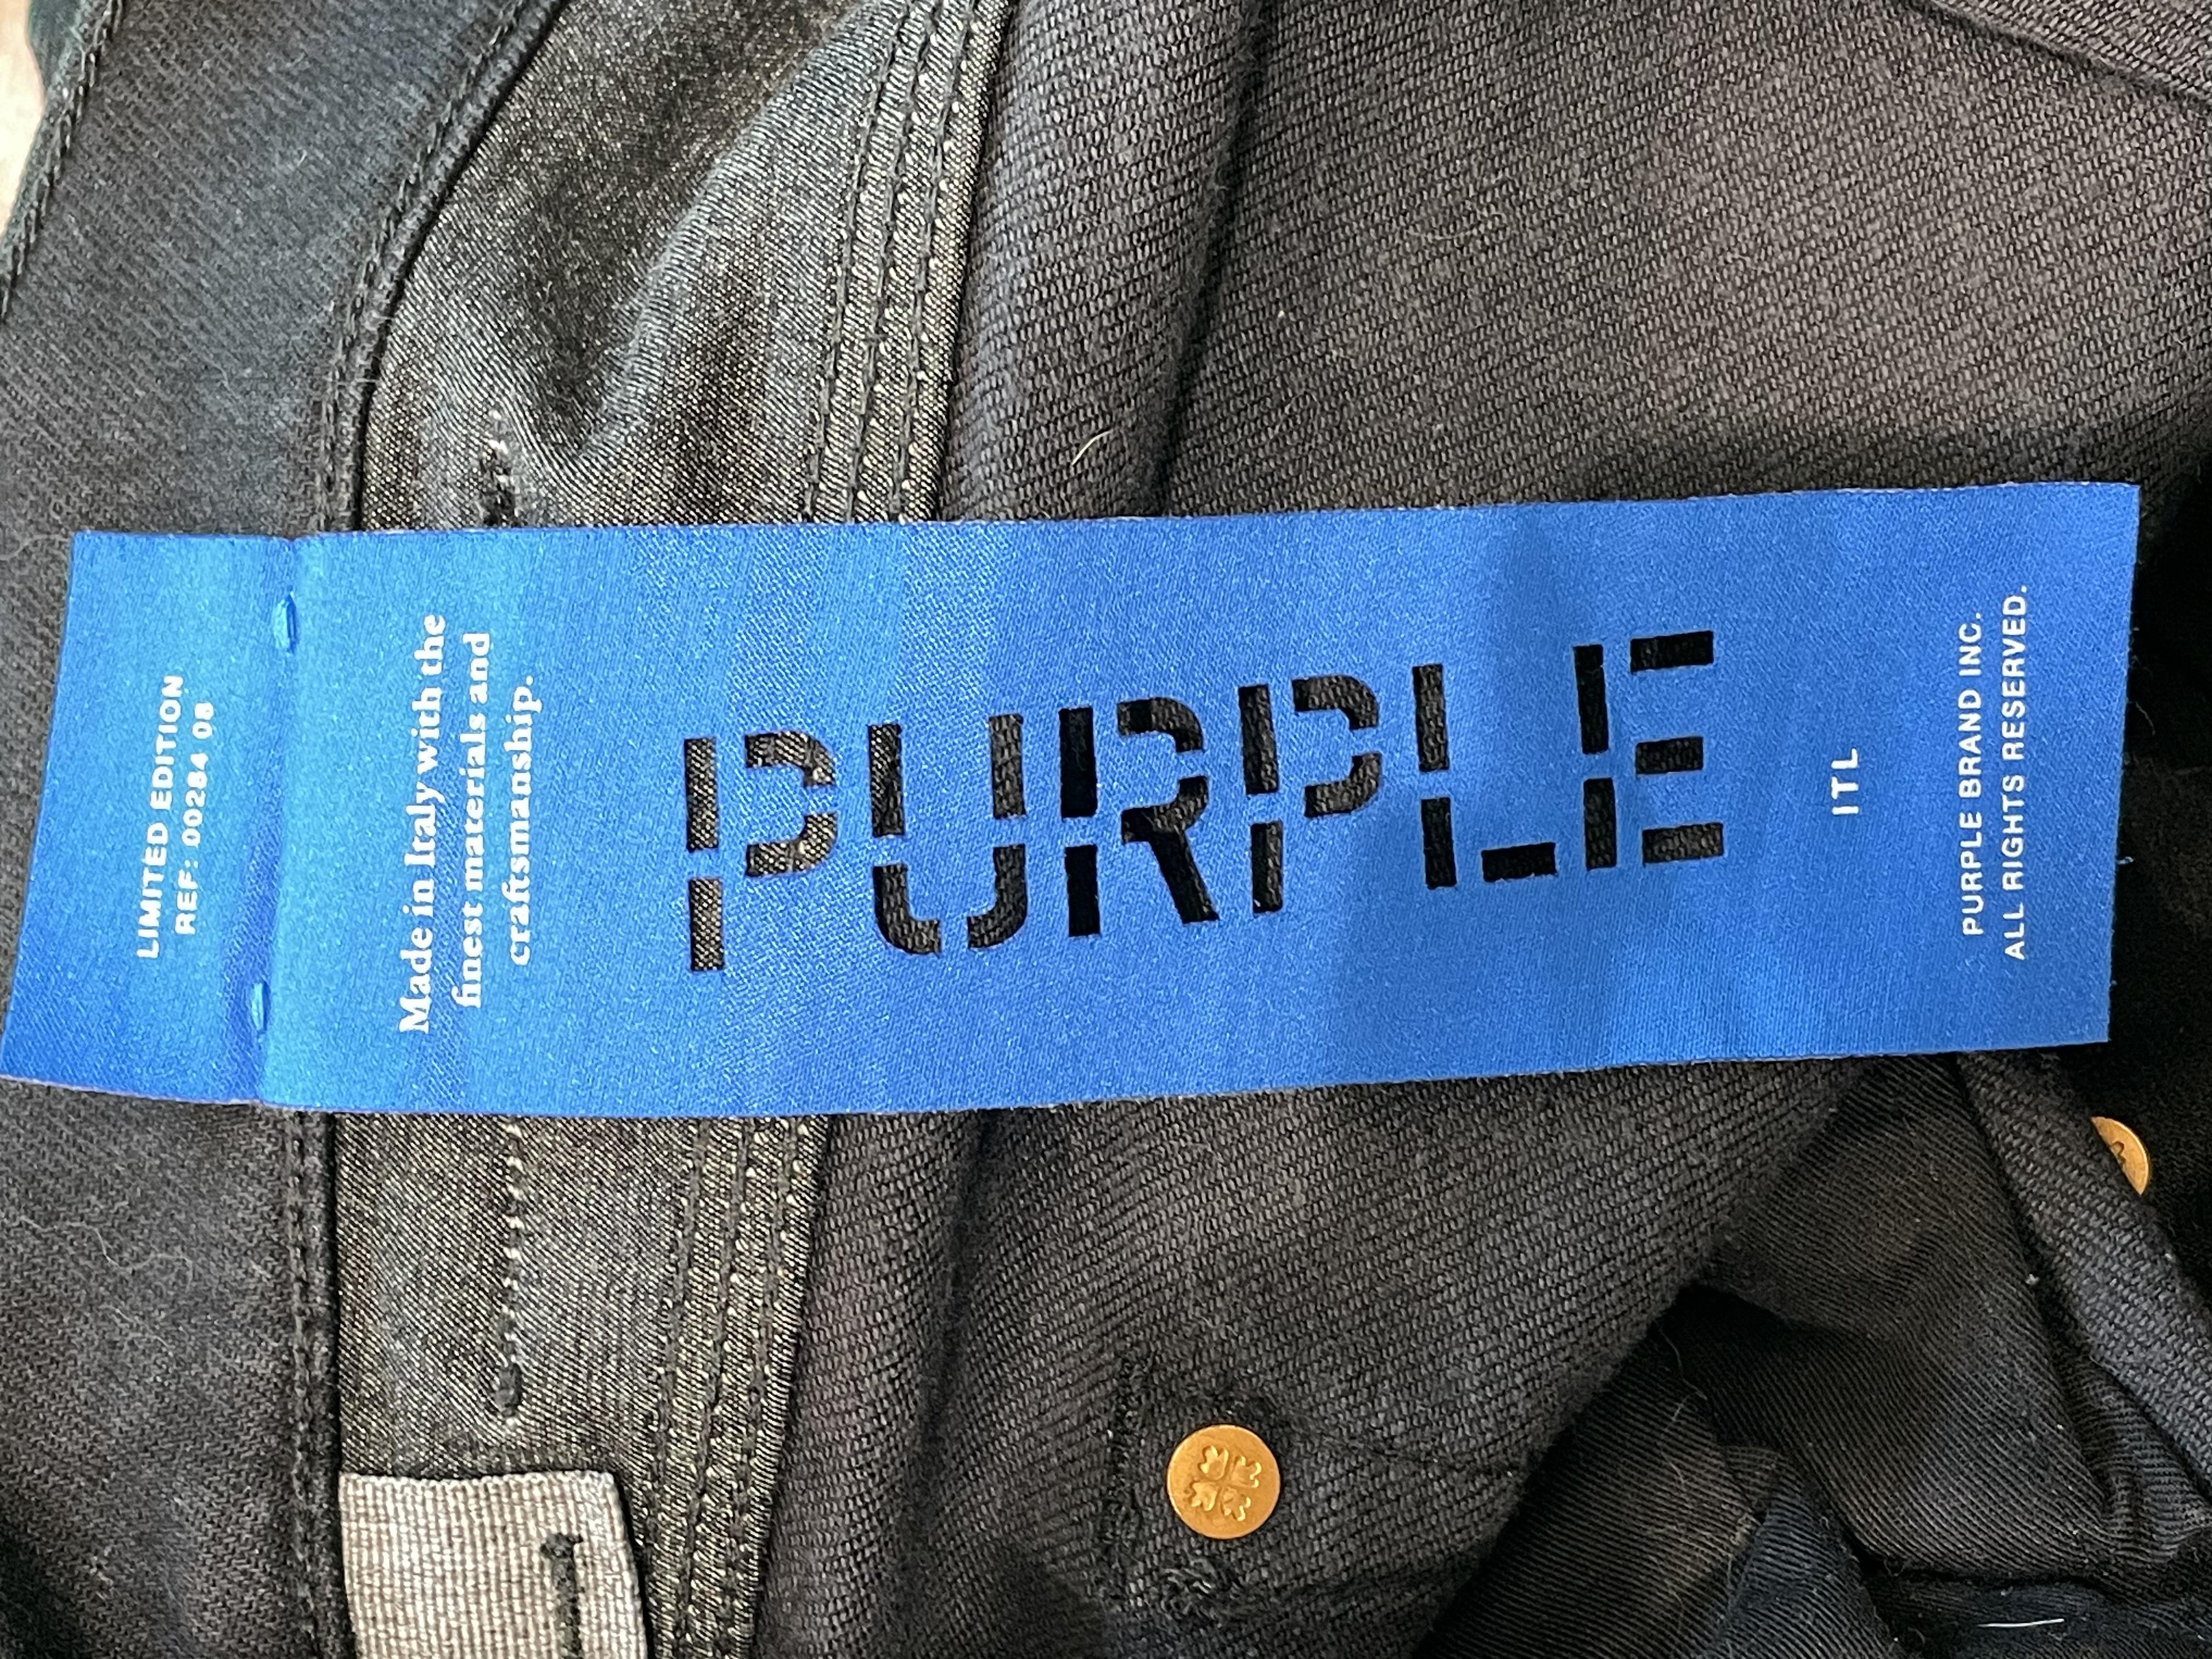 LIMITED EDITION
REF: 00284 08
Made in Italy with the
finest materials and
craftsmanship.
PURPLE
ITL
PURPLE BRAND INC.
ALL RIGHTS RESERVED.